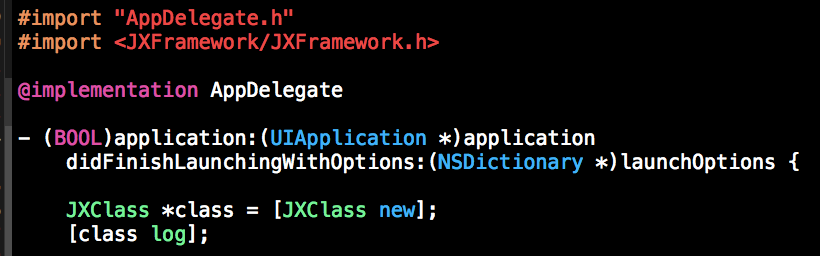 #import "AppDelegate.h"
#import <JXFramework/JXFramework.h>
@implementation AppDelegate
- (BOOL)application:(UIApplication *)application
didFinishLaunchingWithOptions:(NSDictionary *)launchOptions {
JXClass *class = [JXClass new];
[class log];